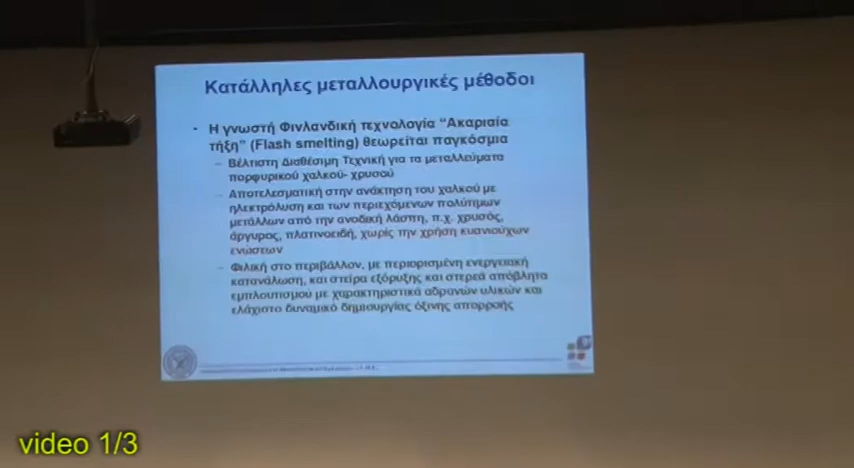 Κατάλληλες μεταλλουργικές μέθοδοι
• Η γνωστή Φινλανδική τεχνολογία “Ακαριαία
τήξη” (Flash smelting) θεωρείται παγκόσμια
– Βέλτιστη Διαθέσιμη Τεχνική για τα μεταλλεύματα
πορφυρικού χαλκού- χρυσού
– Αποτελεσματική στην ανάκτηση του χαλκού με
ηλεκτρόλυση και των περιεχόμενων πολύτιμων
μετάλλων από την ανοδική λάσπη, π.χ. χρυσός,
άργυρος, πλατινοειδή, χωρίς την χρήση κυανιούχων
ενώσεων
– Φιλική στο περιβάλλον, με περιορισμένη ενεργειακή
κατανάλωση, και στείρα εξόρυξης και στερεά απόβλητα
εμπλουτισμού με χαρακτηριστικά αδρανών υλικών και
ελάχιστο δυναμικό δημιουργίας όξινης απορροής
video 1/3